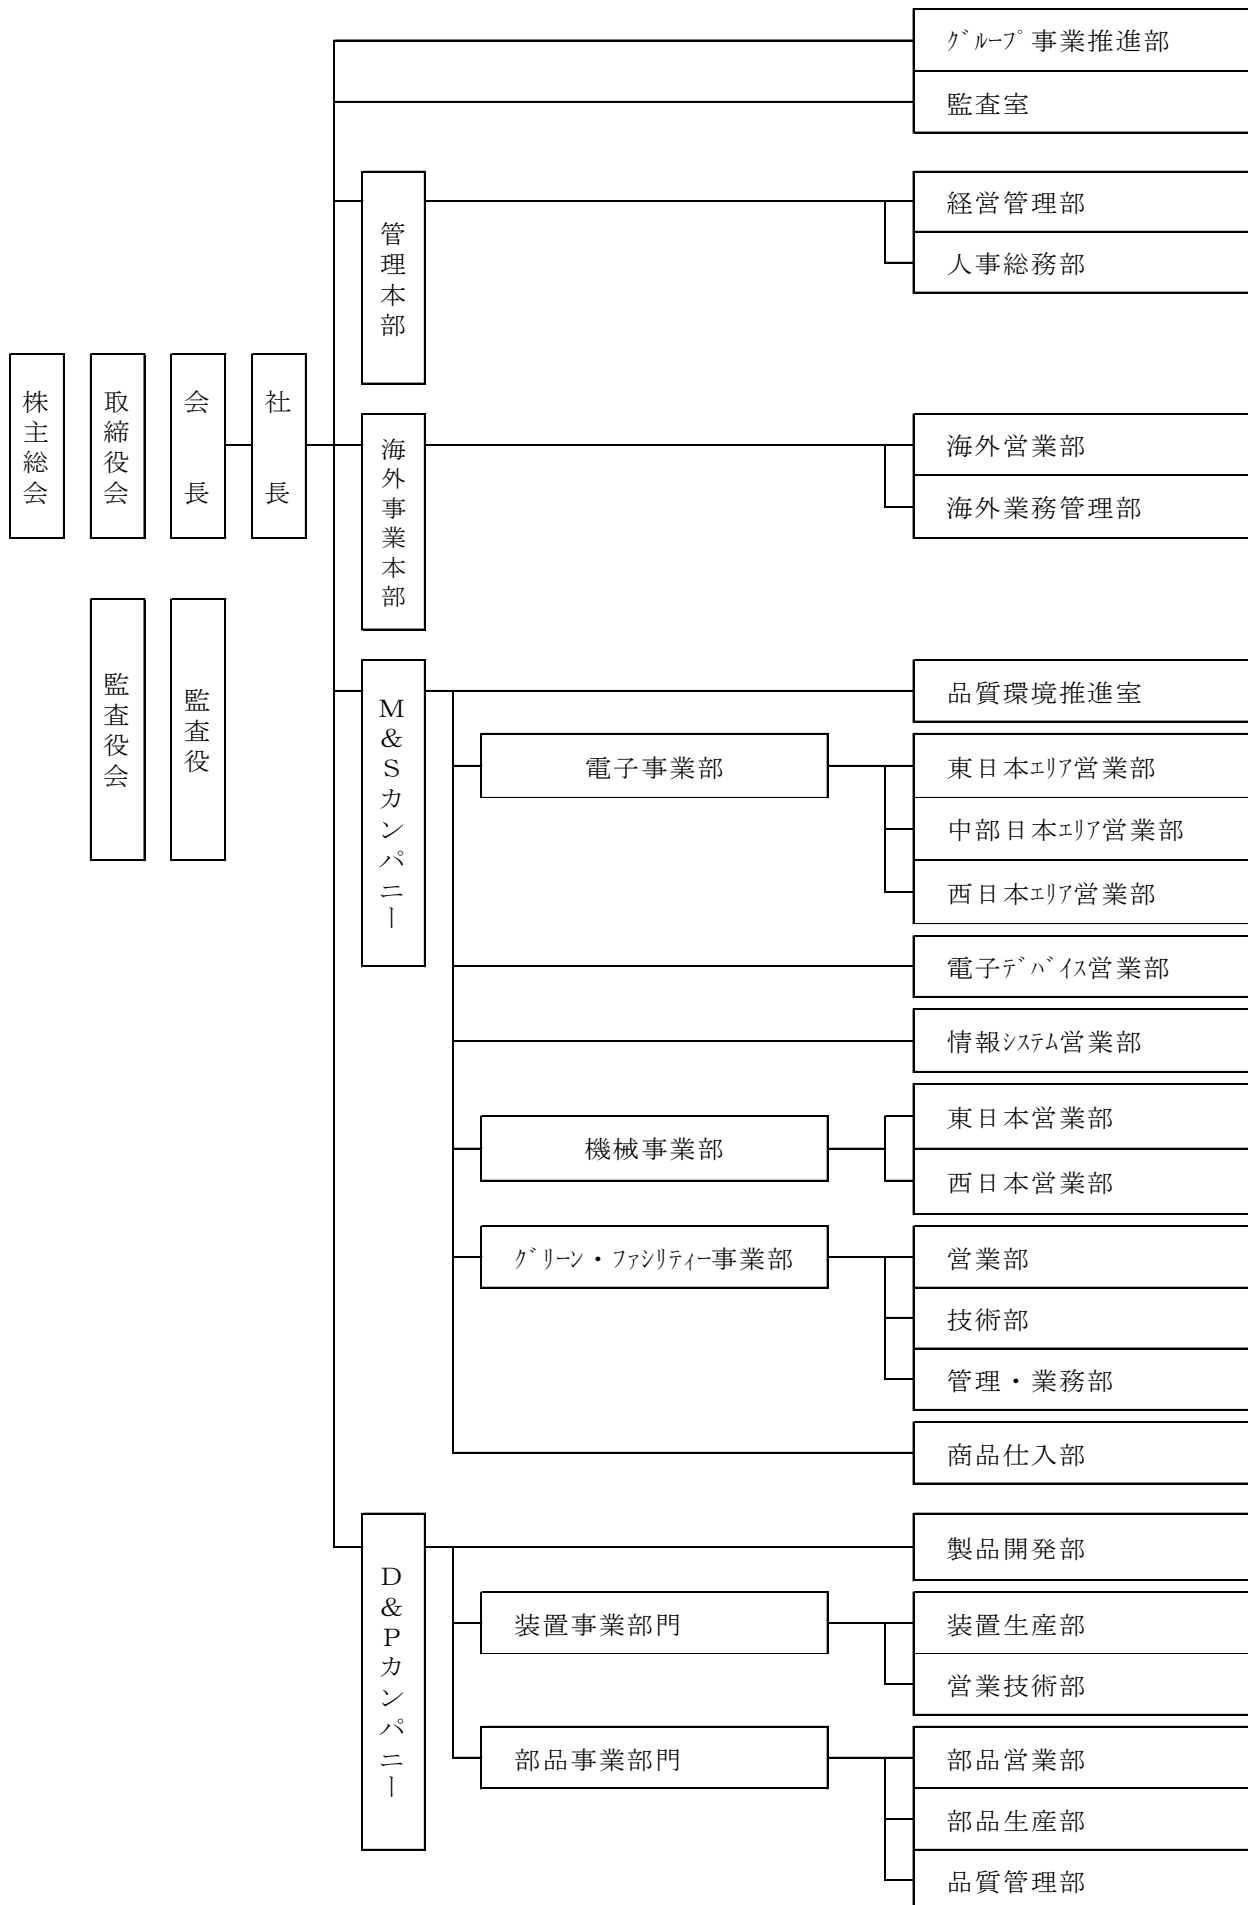 グループ事業推進部
監査室
管理本部
経営管理部
人事総務部
株主総会
取締役会
会長
社長
海外事業本部
海外営業部
海外業務管理部
監査役会
監査役
M&Sカンパニー
品質環境推進室
電子事業部
東日本エリア営業部
中部日本エリア営業部
西日本エリア営業部
電子デバイス営業部
情報システム営業部
機械事業部
東日本営業部
西日本営業部
グリーン・ファシリティー事業部
営業部
技術部
管理・業務部
商品仕入部
D&Pカンパニー
製品開発部
装置事業部門
装置生産部
営業技術部
部品事業部門
部品営業部
部品生産部
品質管理部